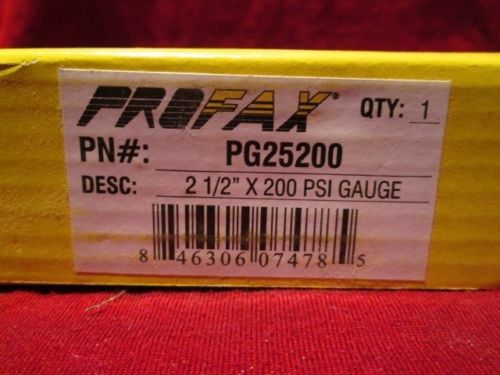 PROFAX® QTY: 1
PN#: PG25200
DESC: 2 1/2" X 200 PSI GAUGE
8 46306 07478 5